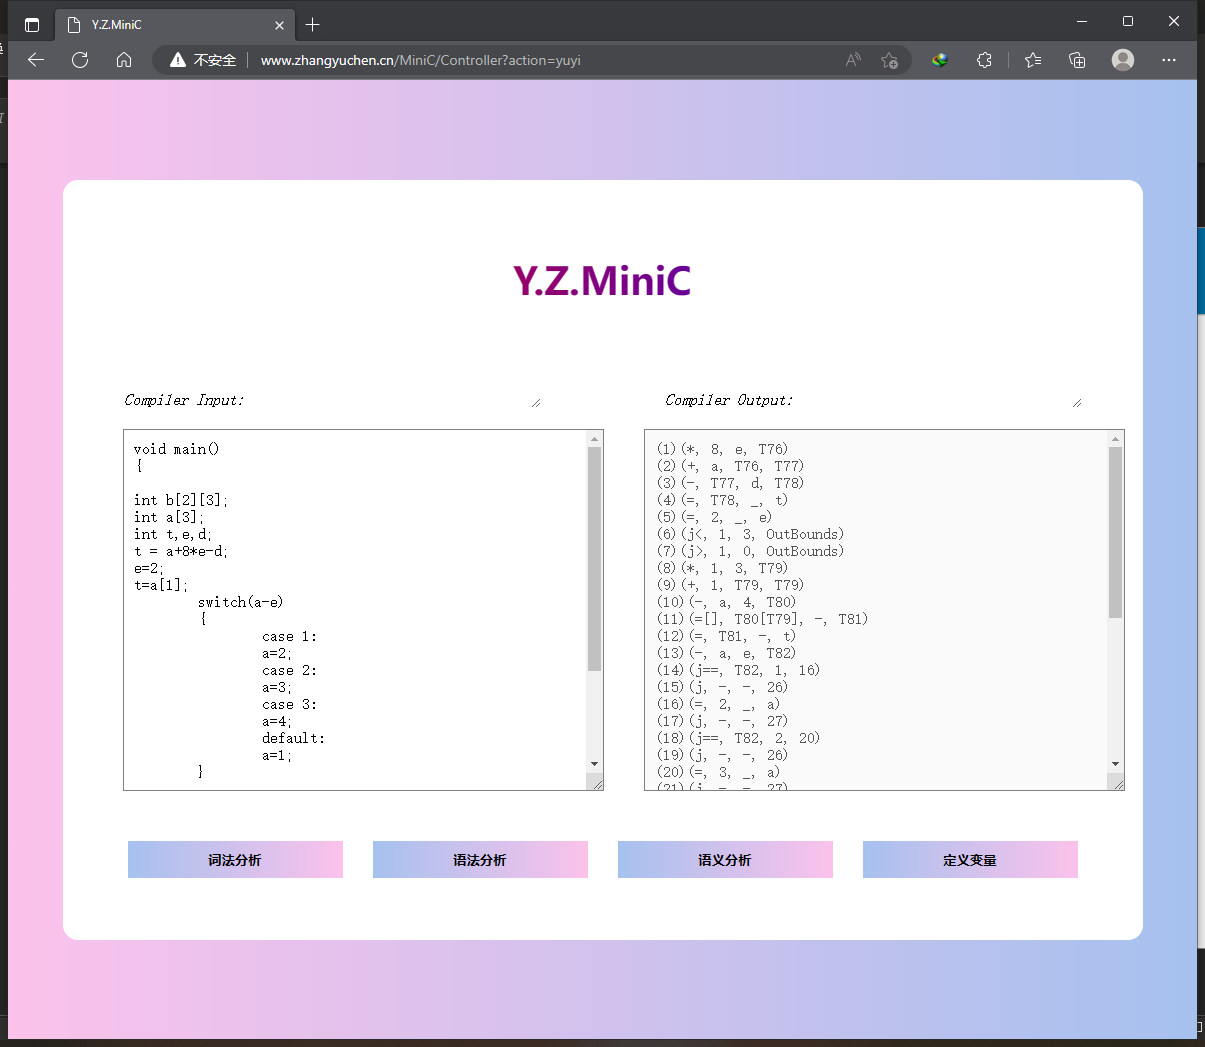 Y.Z.MiniC
不安全 www.zhangyuchen.cn/MiniC/Controller?action=yuyi
Y.Z.MiniC
Compiler Input:
void main()
{
int b[2][3];
int a[3];
int t,e,d;
t = a+8*e-d;
e=2;
t=a[1];
switch(a-e)
{
case 1:
a=2;
case 2:
a=3;
case 3:
a=4;
default:
a=1;
}
Compiler Output:
(1)(*, 8, e, T76)
(2)(+, a, T76, T77)
(3)(-, T77, d, T78)
(4)(=, T78, _, t)
(5)(=, 2, _, e)
(6)(j<, 1, 3, OutBounds)
(7)(j>, 1, 0, OutBounds)
(8)(*, 1, 3, T79)
(9)(+, 1, T79, T79)
(10)(-, a, 4, T80)
(11)(=[], T80[T79], -, T81)
(12)(=, T81, -, t)
(13)(-, a, e, T82)
(14)(j==, T82, 1, 16)
(15)(j, -, -, 26)
(16)(=, 2, _, a)
(17)(j, -, -, 27)
(18)(j==, T82, 2, 20)
(19)(j, -, -, 26)
(20)(=, 3, _, a)
(21)(j, -, -, 27)
词法分析
语法分析
语义分析
定义变量